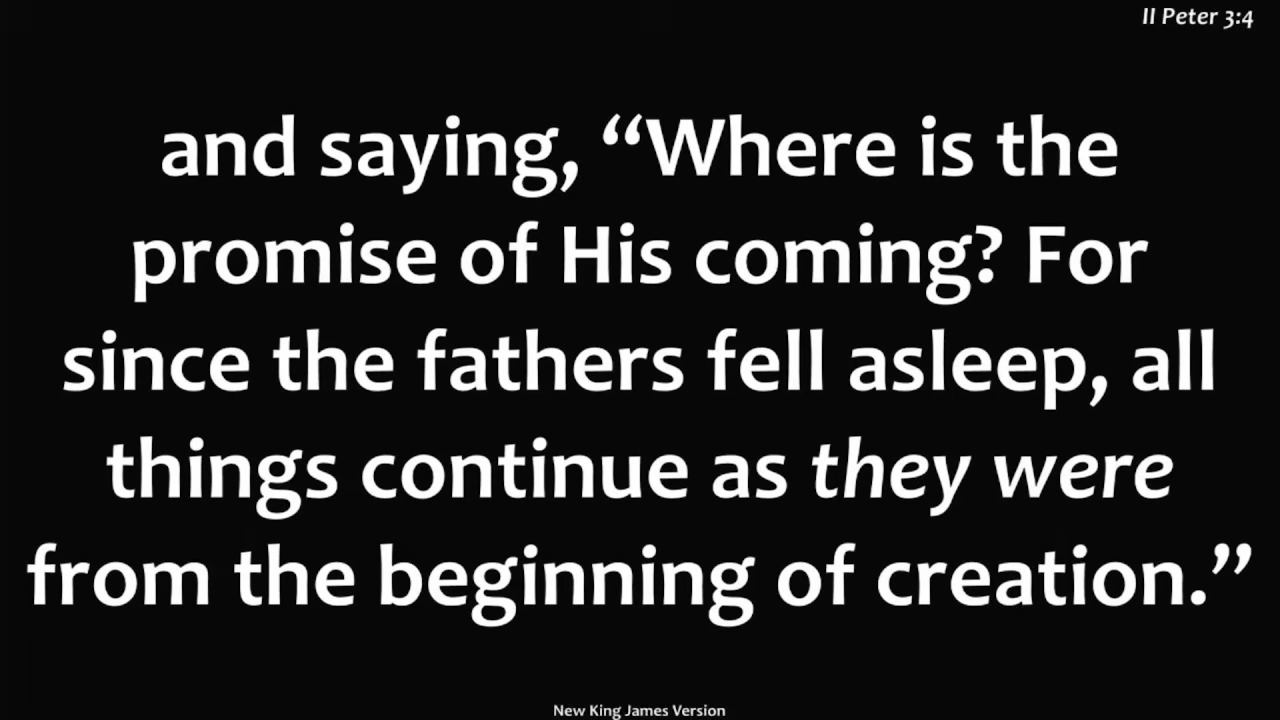 II Peter 3:4
and saying, “Where is the
promise of His coming? For
since the fathers fell asleep, all
things continue as they were
from the beginning of creation.”
New King James Version